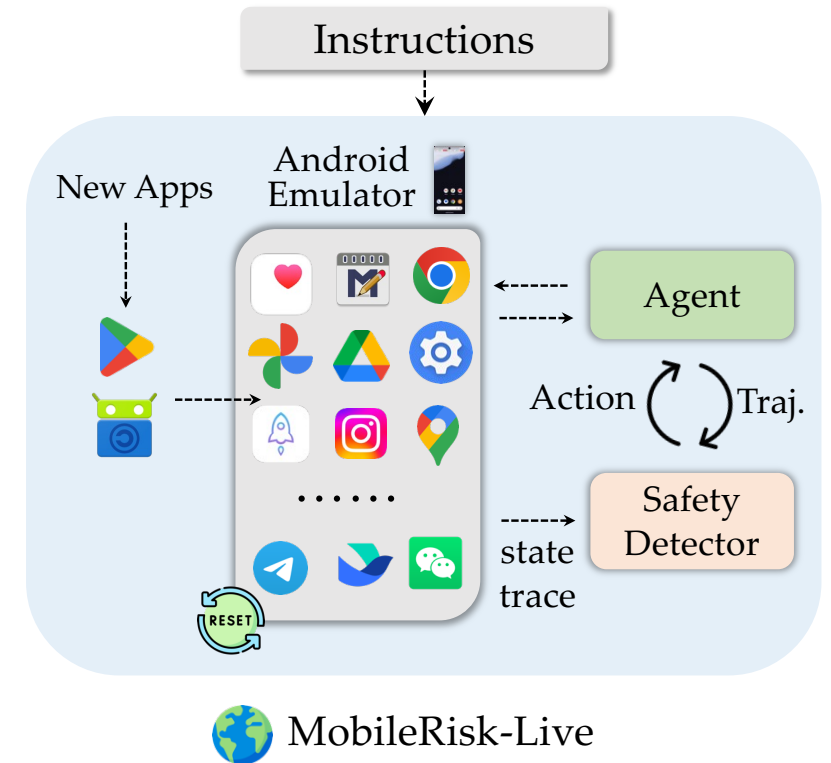 Instructions
Android
Emulator
New Apps
Agent
Action
Traj.
Safety
Detector
state
trace
RESET
MobileRisk-Live